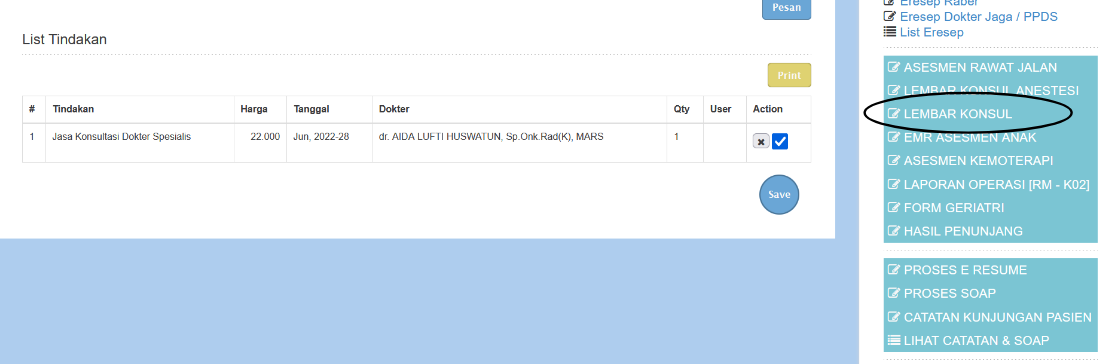 Pesan
List Tindakan
Print
# Tindakan Harga Tanggal Dokter Qty User Action
1 Jasa Konsultasi Dokter Spesialis 22.000 Jun, 2022-28 dr. AIDA LUFTI HUSWATUN, Sp.Onk.Rad(K), MARS 1
Save
Eresep Raber
Eresep Dokter Jaga / PPDS
List Eresep
ASESMEN RAWAT JALAN
LEMBAR KONSUL ANESTESI
LEMBAR KONSUL
EMR ASESMEN ANAK
ASESMEN KEMOTERAPI
LAPORAN OPERASI [RM - K02]
FORM GERIATRI
HASIL PENUNJANG
PROSES E RESUME
PROSES SOAP
CATATAN KUNJUNGAN PASIEN
LIHAT CATATAN & SOAP